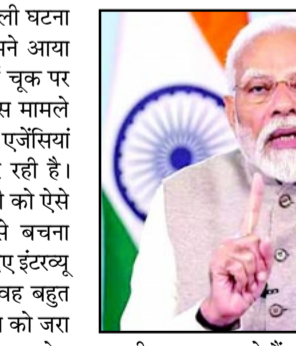 ली घटना
मने आया
चूक पर
स मामले
एजेंसियां
रही है।
ी को ऐसे
से बचना
ए इंटरव्यू
वह बहुत
को जरा